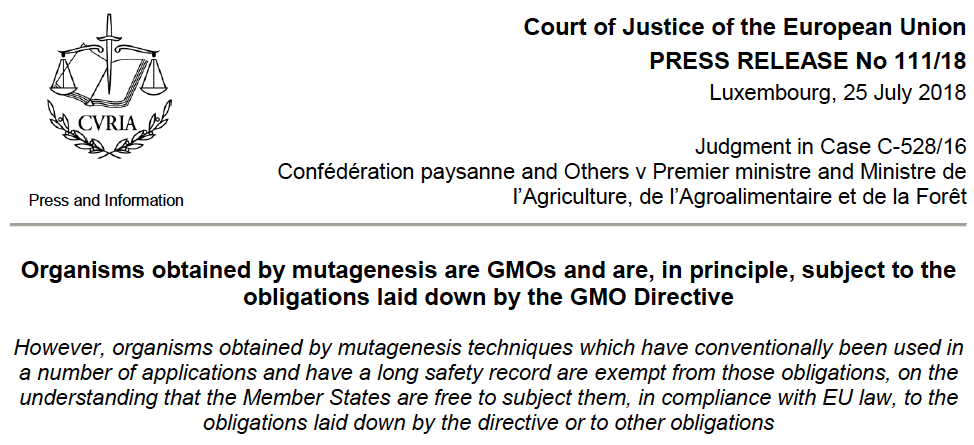 Court of Justice of the European Union
PRESS RELEASE No 111/18
Luxembourg, 25 July 2018
CVRIA
Judgment in Case C-528/16
Confédération paysanne and Others v Premier ministre and Ministre de
l’Agriculture, de l’Agroalimentaire et de la Forêt
Press and Information
Organisms obtained by mutagenesis are GMOs and are, in principle, subject to the
obligations laid down by the GMO Directive
However, organisms obtained by mutagenesis techniques which have conventionally been used in
a number of applications and have a long safety record are exempt from those obligations, on the
understanding that the Member States are free to subject them, in compliance with EU law, to the
obligations laid down by the directive or to other obligations